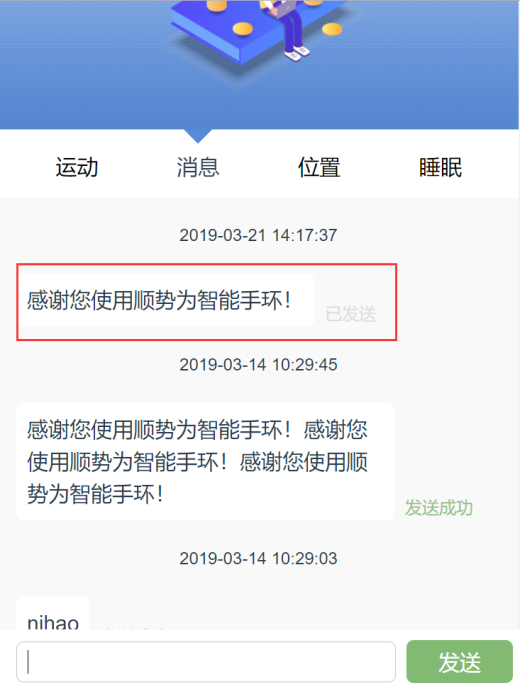 运动 消息 位置 睡眠
2019-03-21 14:17:37
感谢您使用顺势为智能手环！
已发送
2019-03-14 10:29:45
感谢您使用顺势为智能手环！感谢您
使用顺势为智能手环！感谢您使用顺
势为智能手环！
发送成功
2019-03-14 10:29:03
nihao
发送